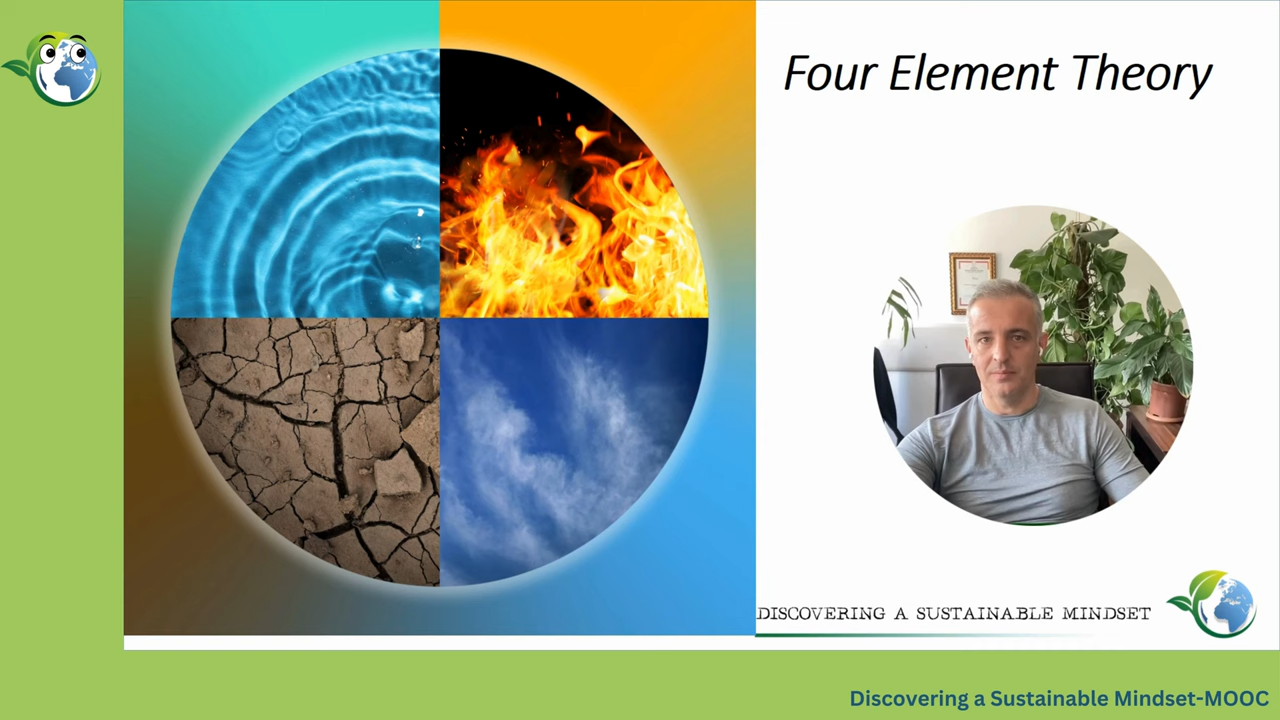 Four Element Theory
DISCOVERING A SUSTAINABLE MINDSET
Discovering a Sustainable Mindset-MOOC